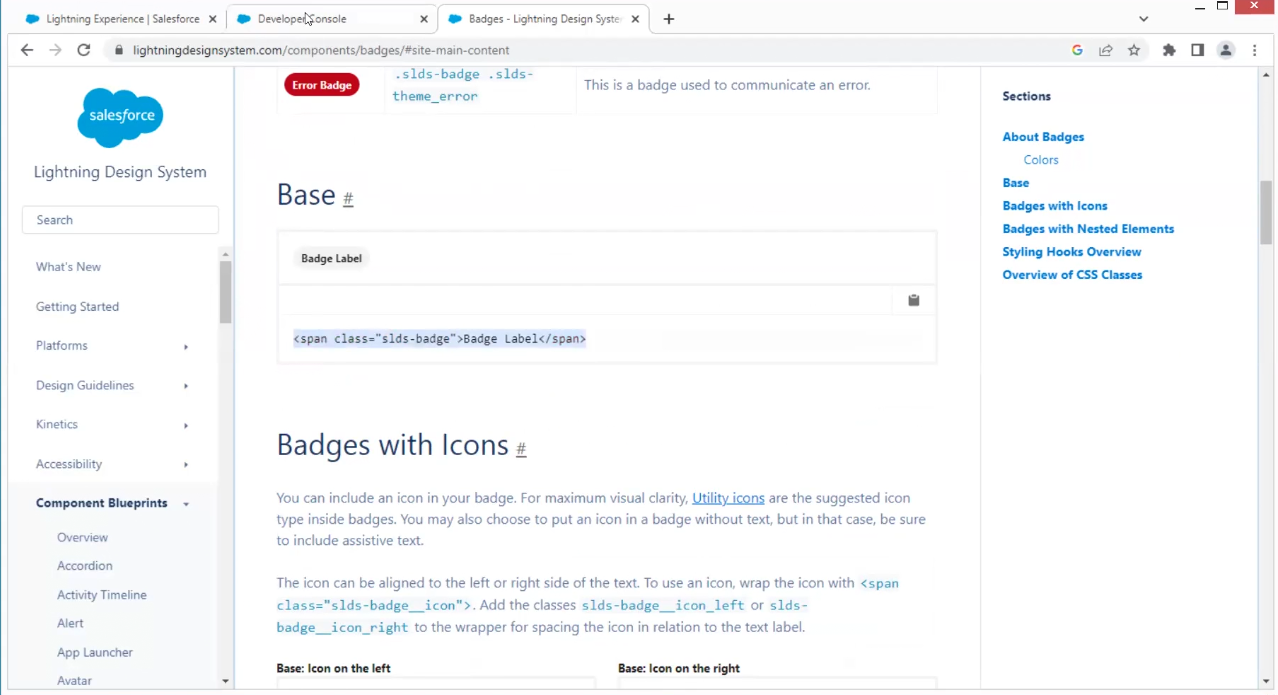 Lightning Experience | Salesforce
Developer Console
Badges - Lightning Design Syste
lightningdesignsystem.com/components/badges/#site-main-content
salesforce
Lightning Design System
Search
What's New
Getting Started
Platforms
Design Guidelines
Kinetics
Accessibility
Component Blueprints
Overview
Accordion
Activity Timeline
Alert
App Launcher
Avatar
Error Badge
.slds-badge .slds-
theme_error
This is a badge used to communicate an error.
Base #
Badge Label
<span class="slds-badge">Badge Label</span>
Badges with Icons #
You can include an icon in your badge. For maximum visual clarity, Utility icons are the suggested icon
type inside badges. You may also choose to put an icon in a badge without text, but in that case, be sure
to include assistive text.
The icon can be aligned to the left or right side of the text. To use an icon, wrap the icon with <span
class="slds-badge__icon">. Add the classes slds-badge__icon_left or slds-
badge__icon_right to the wrapper for spacing the icon in relation to the text label.
Base: Icon on the left
Base: Icon on the right
Sections
About Badges
Colors
Base
Badges with Icons
Badges with Nested Elements
Styling Hooks Overview
Overview of CSS Classes